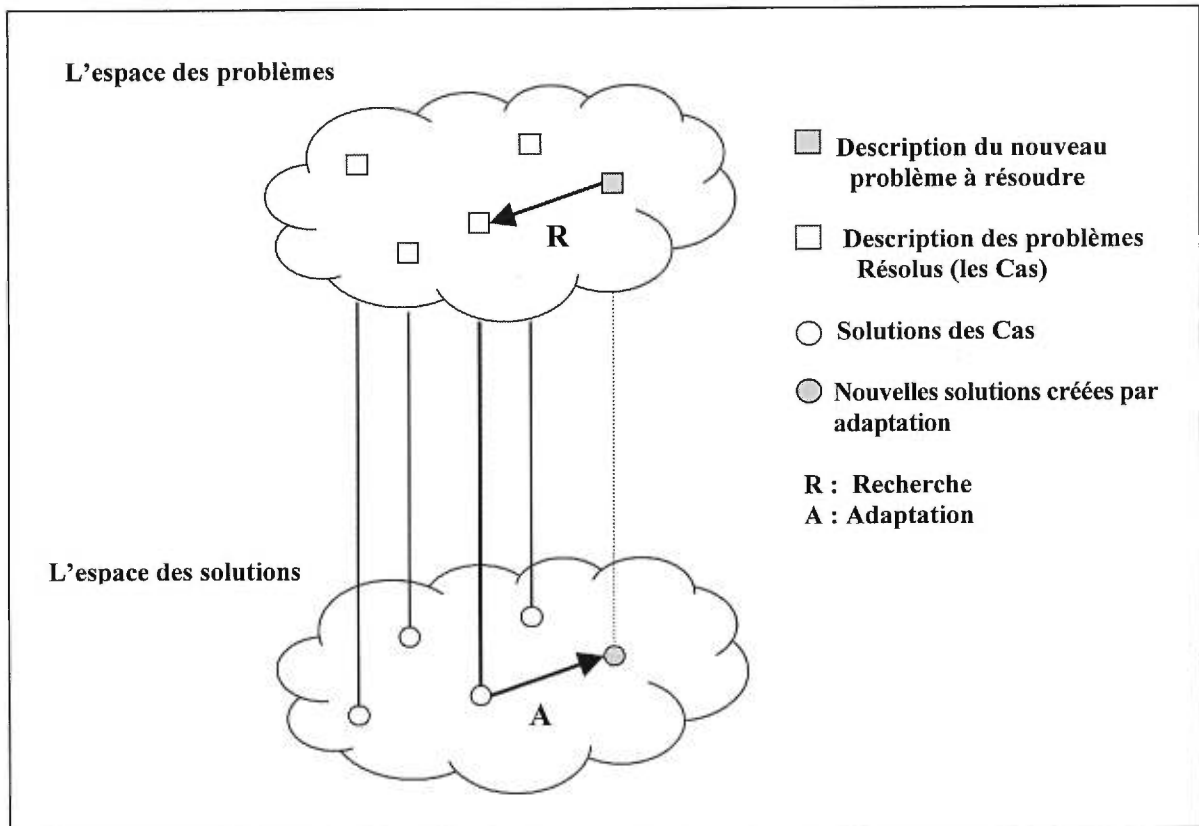 L'espace des problèmes
Description du nouveau
problème à résoudre
R
Description des problèmes
Résolus (les Cas)
Solutions des Cas
Nouvelles solutions créées par
adaptation
R : Recherche
A : Adaptation
L'espace des solutions
A